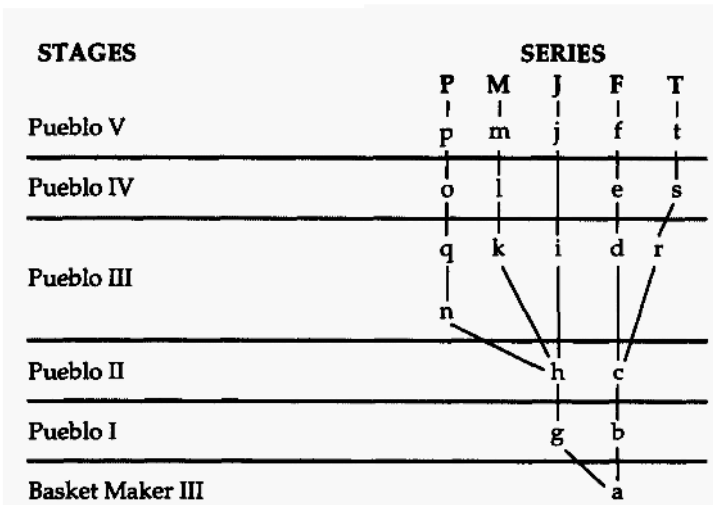 STAGES SERIES
P M J F T
Pueblo V p m j f t
Pueblo IV o l e s
q k i d r
Pueblo III
n
Pueblo II h c
Pueblo I g b
Basket Maker III a